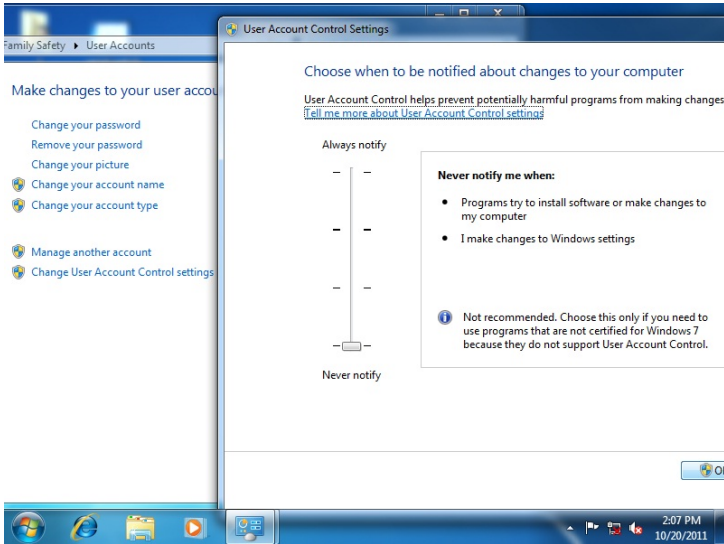 User Account Control Settings
Family Safety ▸ User Accounts
Make changes to your user accou
Change your password
Remove your password
Change your picture
Change your account name
Change your account type
Manage another account
Change User Account Control settings
Choose when to be notified about changes to your computer
User Account Control helps prevent potentially harmful programs from making changes
Tell me more about User Account Control settings
Always notify
Never notify
Never notify me when:
• Programs try to install software or make changes to
my computer
• I make changes to Windows settings
Not recommended. Choose this only if you need to
use programs that are not certified for Windows 7
because they do not support User Account Control.
O
2:07 PM
10/20/2011